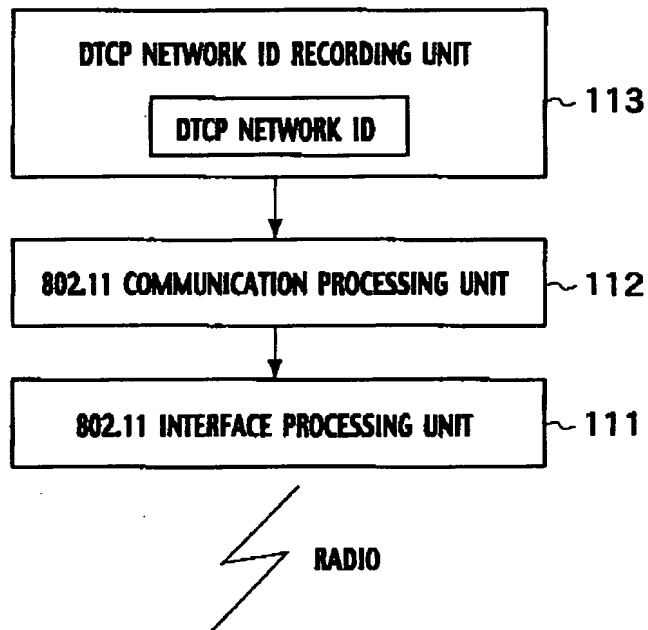 DTCP NETWORK ID RECORDING UNIT
DTCP NETWORK ID
113
802.11 COMMUNICATION PROCESSING UNIT
112
802.11 INTERFACE PROCESSING UNIT
111
RADIO